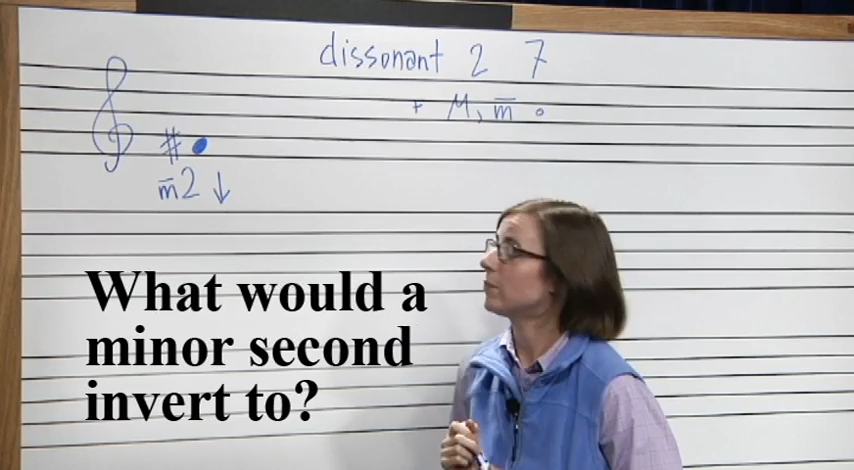 dissonant 2 7
+ M, m̅ o
# 
m̅2 ↓
What would a
minor second
invert to?